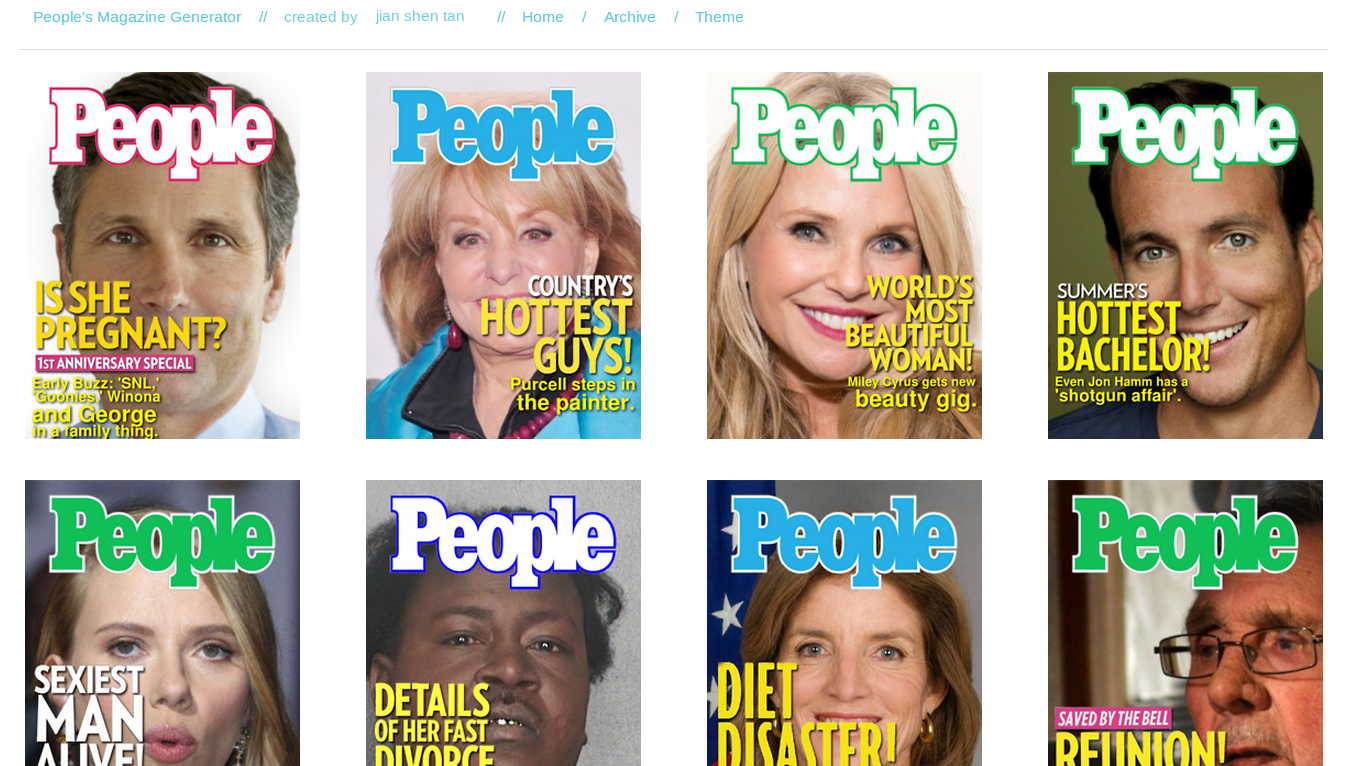 People's Magazine Generator // created by jian shen tan // Home / Archive / Theme
People
IS SHE
PREGNANT?
1ST ANNIVERSARY SPECIAL
Early Buzz: 'SNL,'
'Goonies,' Winona
and George
in a family thing.
People
COUNTRY'S
HOTTEST
GUYS!
Purcell steps in
the painter.
People
WORLD'S
MOST
BEAUTIFUL
WOMAN!
Miley Cyrus gets new
beauty gig.
People
SUMMER'S
HOTTEST
BACHELOR!
Even Jon Hamm has a
'shotgun affair'.
People
SEXIEST
MAN
ALIVE!
People
DETAILS
OF HER FAST
DIVORCE
People
DIET
DISASTER!
People
SAVED BY THE BELL
REUNION!